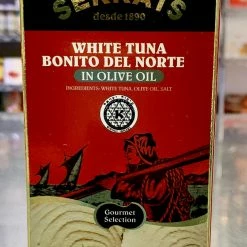 SERRATS
desde 1890
WHITE TUNA
BONITO DEL NORTE
IN OLIVE OIL
INGREDIENTS: WHITE TUNA, OLIVE OIL, SALT
K
Gourmet
Selection